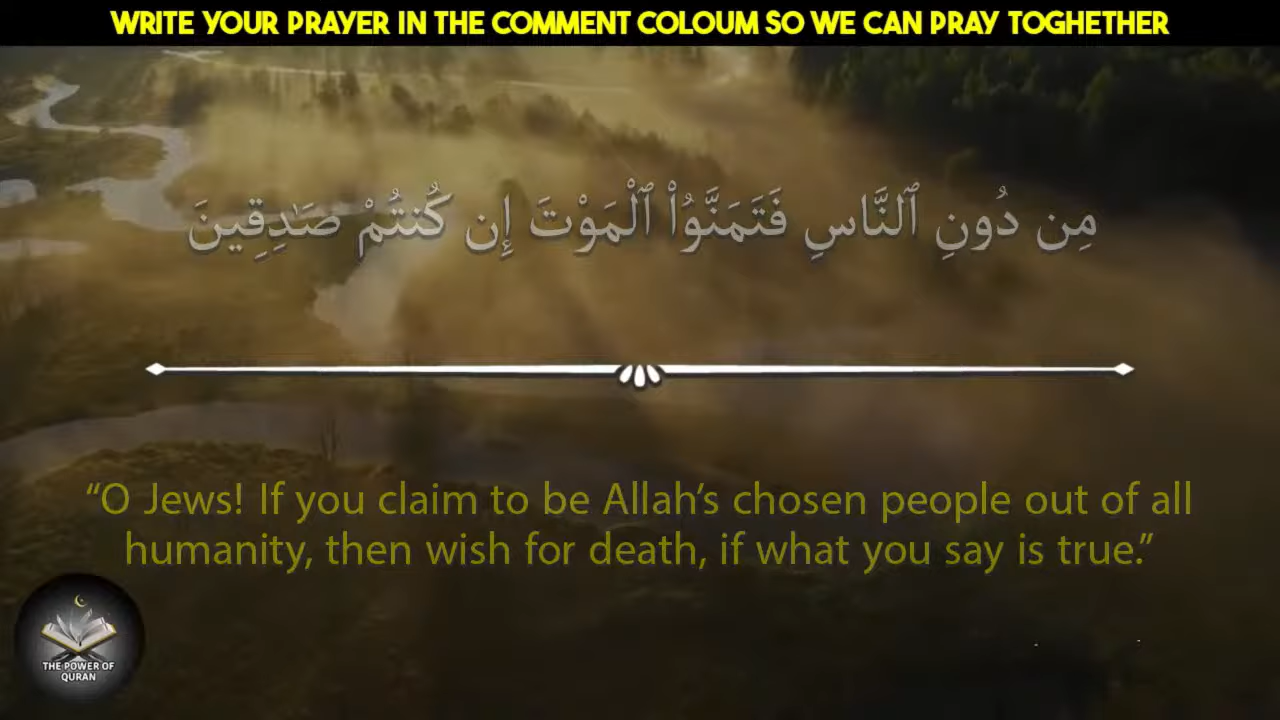 WRITE YOUR PRAYER IN THE COMMENT COLOUM SO WE CAN PRAY TOGHETHER
مِن دُونِ ٱلنَّاسِ فَتَمَنَّوُا۟ ٱلْمَوْتَ إِن كُنتُمْ صَـٰدِقِينَ
“O Jews! If you claim to be Allah’s chosen people out of all
humanity, then wish for death, if what you say is true.”
THE POWER OF
QURAN